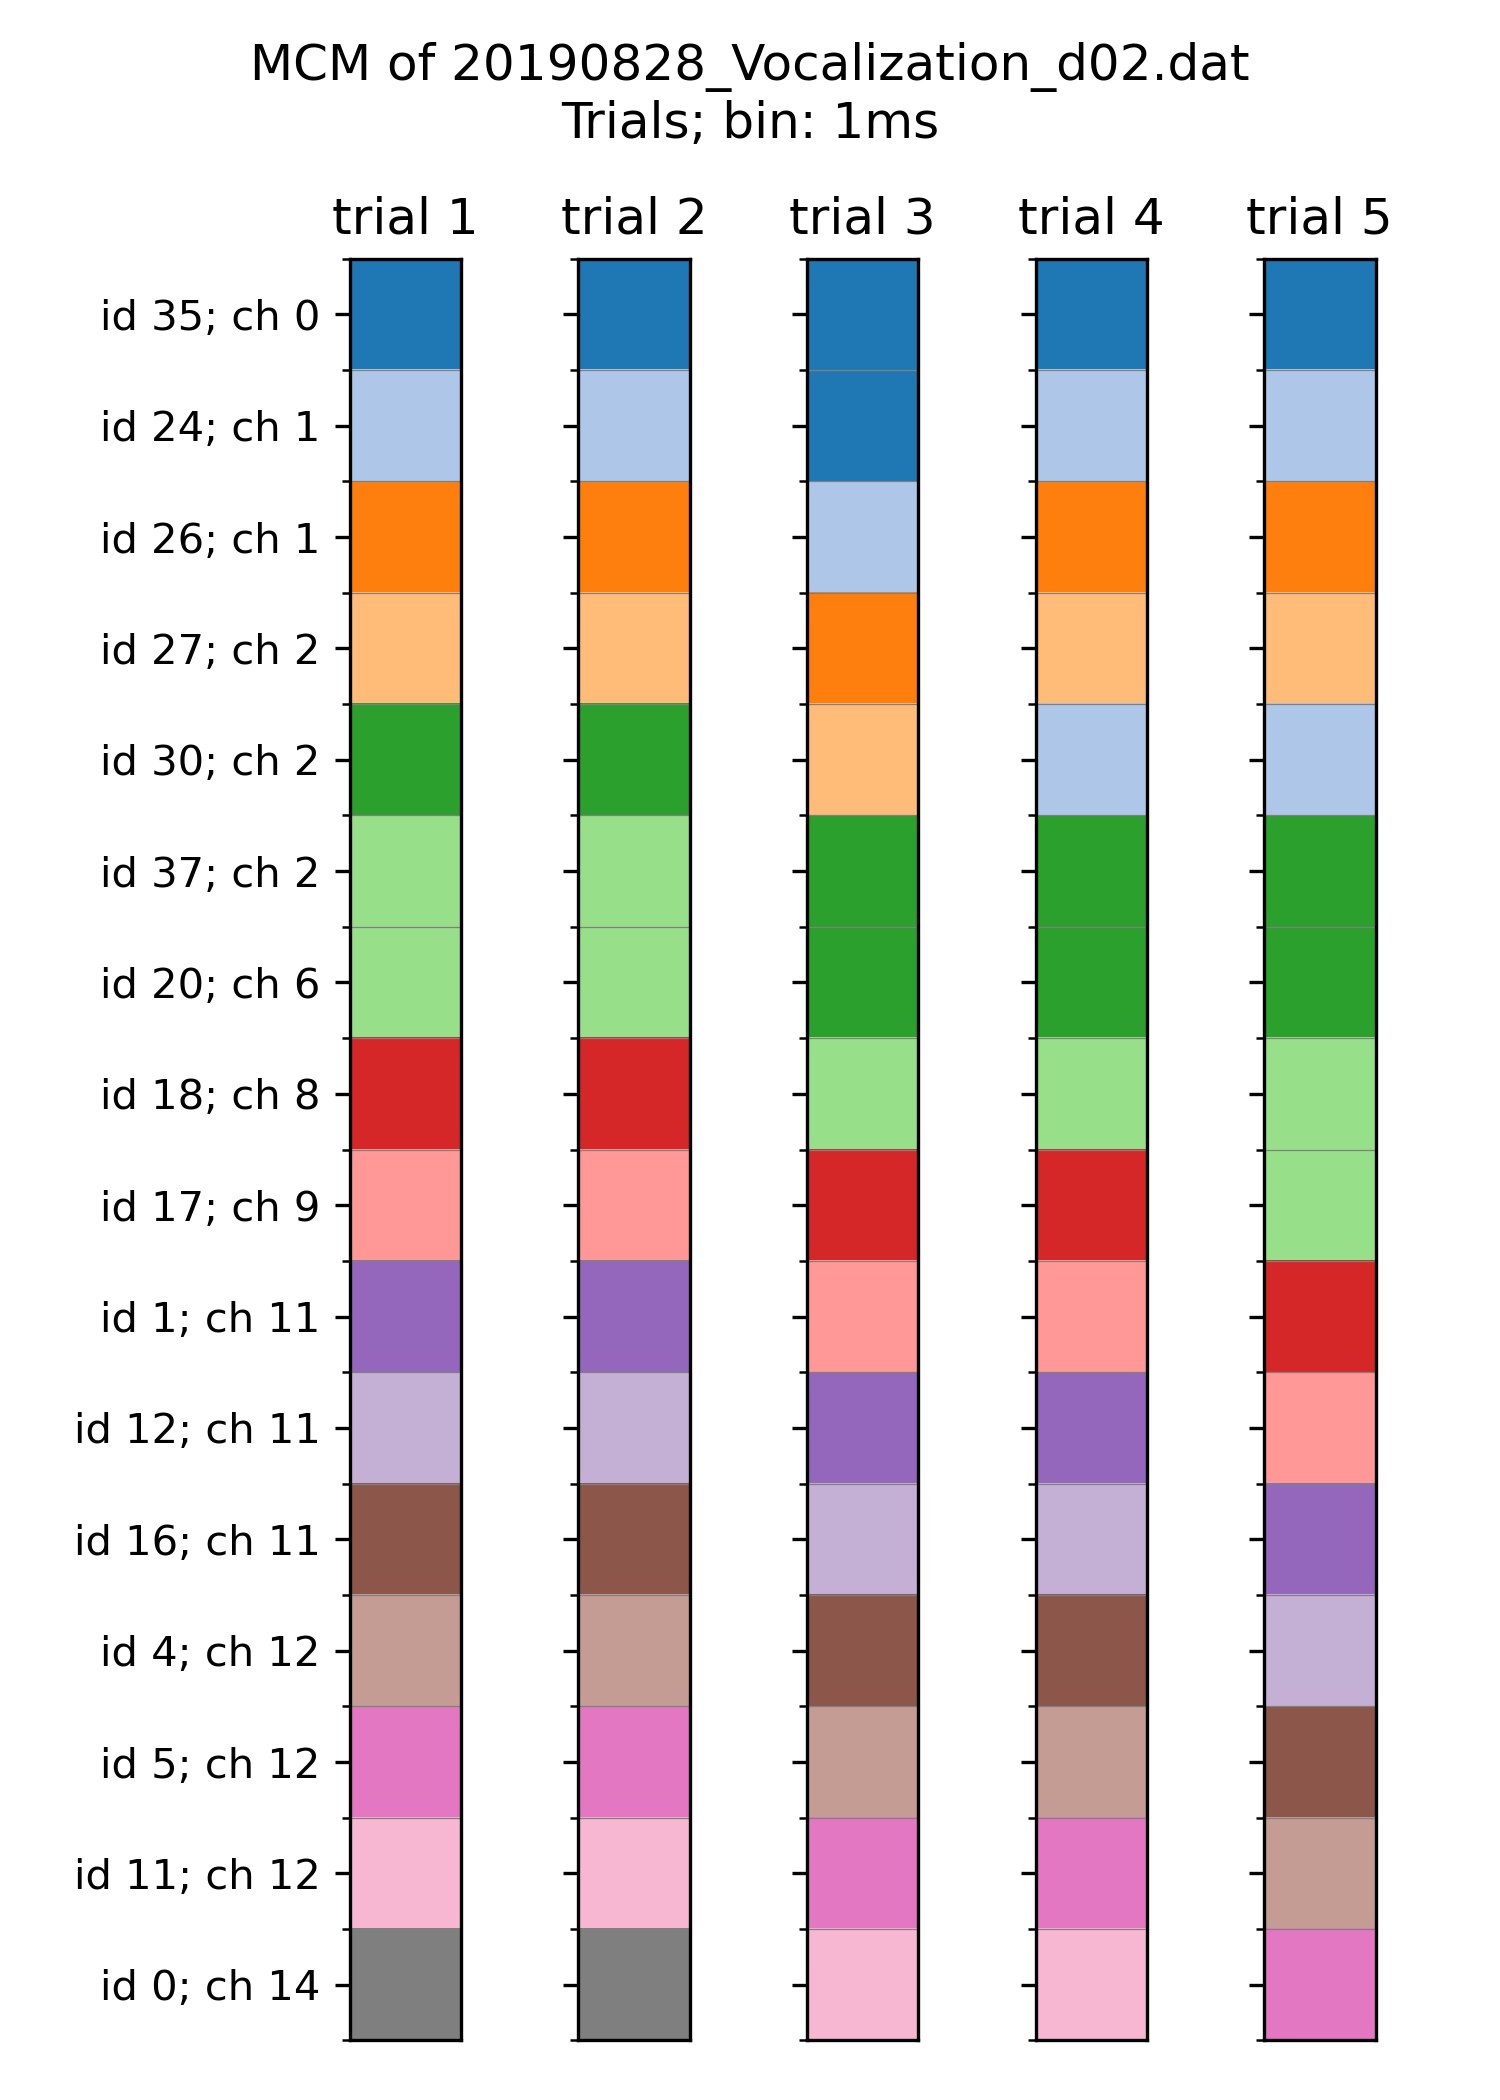 MCM of 20190828_Vocalization_d02.dat
Trials; bin: 1ms
trial 1 trial 2 trial 3 trial 4 trial 5
id 35; ch 0
id 24; ch 1
id 26; ch 1
id 27; ch 2
id 30; ch 2
id 37; ch 2
id 20; ch 6
id 18; ch 8
id 17; ch 9
id 1; ch 11
id 12; ch 11
id 16; ch 11
id 4; ch 12
id 5; ch 12
id 11; ch 12
id 0; ch 14